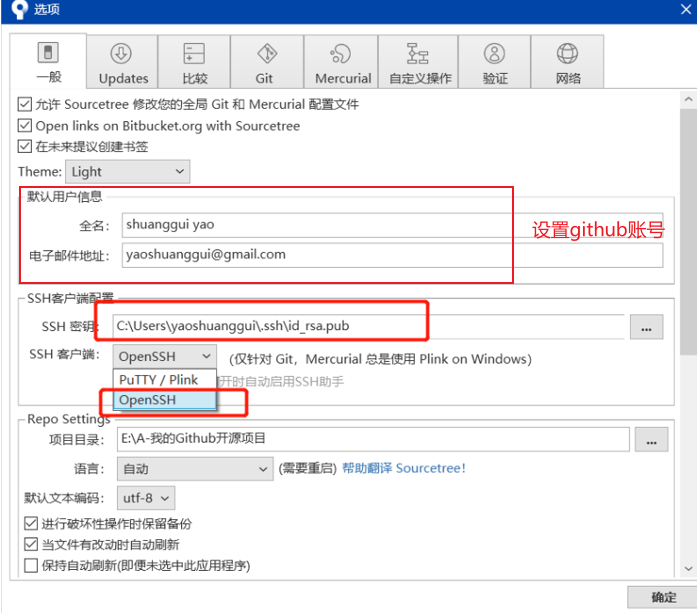 选项
一般 Updates 比较 Git Mercurial 自定义操作 验证 网络
允许 Sourcetree 修改您的全局 Git 和 Mercurial 配置文件
Open links on Bitbucket.org with Sourcetree
在未来提议创建书签
Theme: Light
默认用户信息
全名: shuanggui yao
设置github账号
电子邮件地址: yaoshuanggui@gmail.com
SSH客户端配置
SSH 密钥: C:\Users\yaoshuanggui\.ssh\id_rsa.pub ...
SSH 客户端: OpenSSH (仅针对 Git，Mercurial 总是使用 Plink on Windows)
PuTTY / Plink 开时自动启用SSH助手
OpenSSH
Repo Settings
项目目录: E:\A-我的Github开源项目 ...
语言: 自动 (需要重启) 帮助翻译 Sourcetree!
默认文本编码: utf-8
进行破坏性操作时保留备份
当文件有改动时自动刷新
保持自动刷新(即便未选中此应用程序)
确定